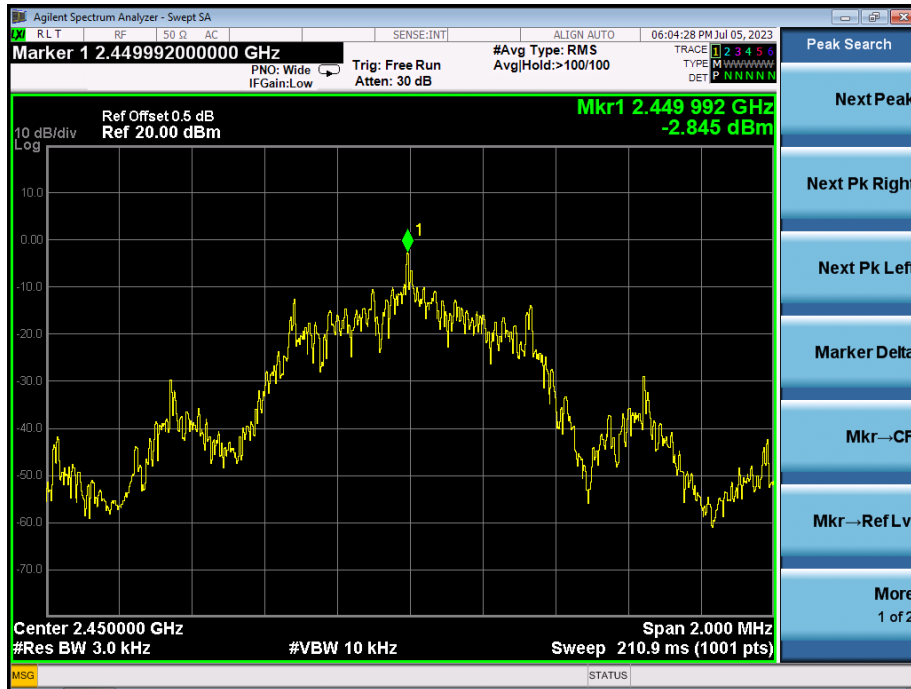 Agilent Spectrum Analyzer - Swept SA
LXI RL T RF 50 Ω AC SENSE:INT ALIGN AUTO 06:04:28 PM Jul 05, 2023
Marker 1 2.449992000000 GHz
PNO: Wide
IFGain:Low
Trig: Free Run
Atten: 30 dB
#Avg Type: RMS
Avg|Hold:>100/100
TRACE 1 2 3 4 5 6
TYPE M WWWWW
DET P N N N N N
Mkr1 2.449 992 GHz
-2.845 dBm
Ref Offset 0.5 dB
10 dB/div Ref 20.00 dBm
Log
10.0
0.00
-10.0
-20.0
-30.0
-40.0
-50.0
-60.0
-70.0
1
Center 2.450000 GHz Span 2.000 MHz
#Res BW 3.0 kHz #VBW 10 kHz Sweep 210.9 ms (1001 pts)
MSG STATUS
Peak Search
Next Peak
Next Pk Right
Next Pk Left
Marker Delta
Mkr→CF
Mkr→Ref Lv
More
1 of 2